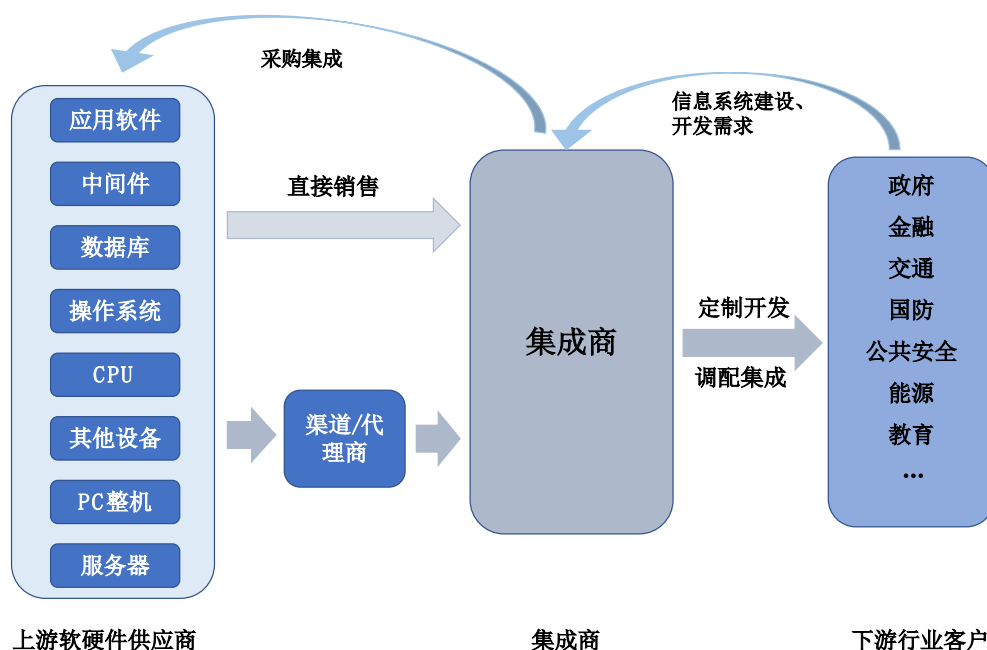 采购集成
信息系统建设、
开发需求
应用软件
中间件
数据库
操作系统
CPU
其他设备
PC整机
服务器
直接销售
渠道/代
理商
集成商
定制开发
调配集成
政府
金融
交通
国防
公共安全
能源
教育
...
上游软硬件供应商
集成商
下游行业客户